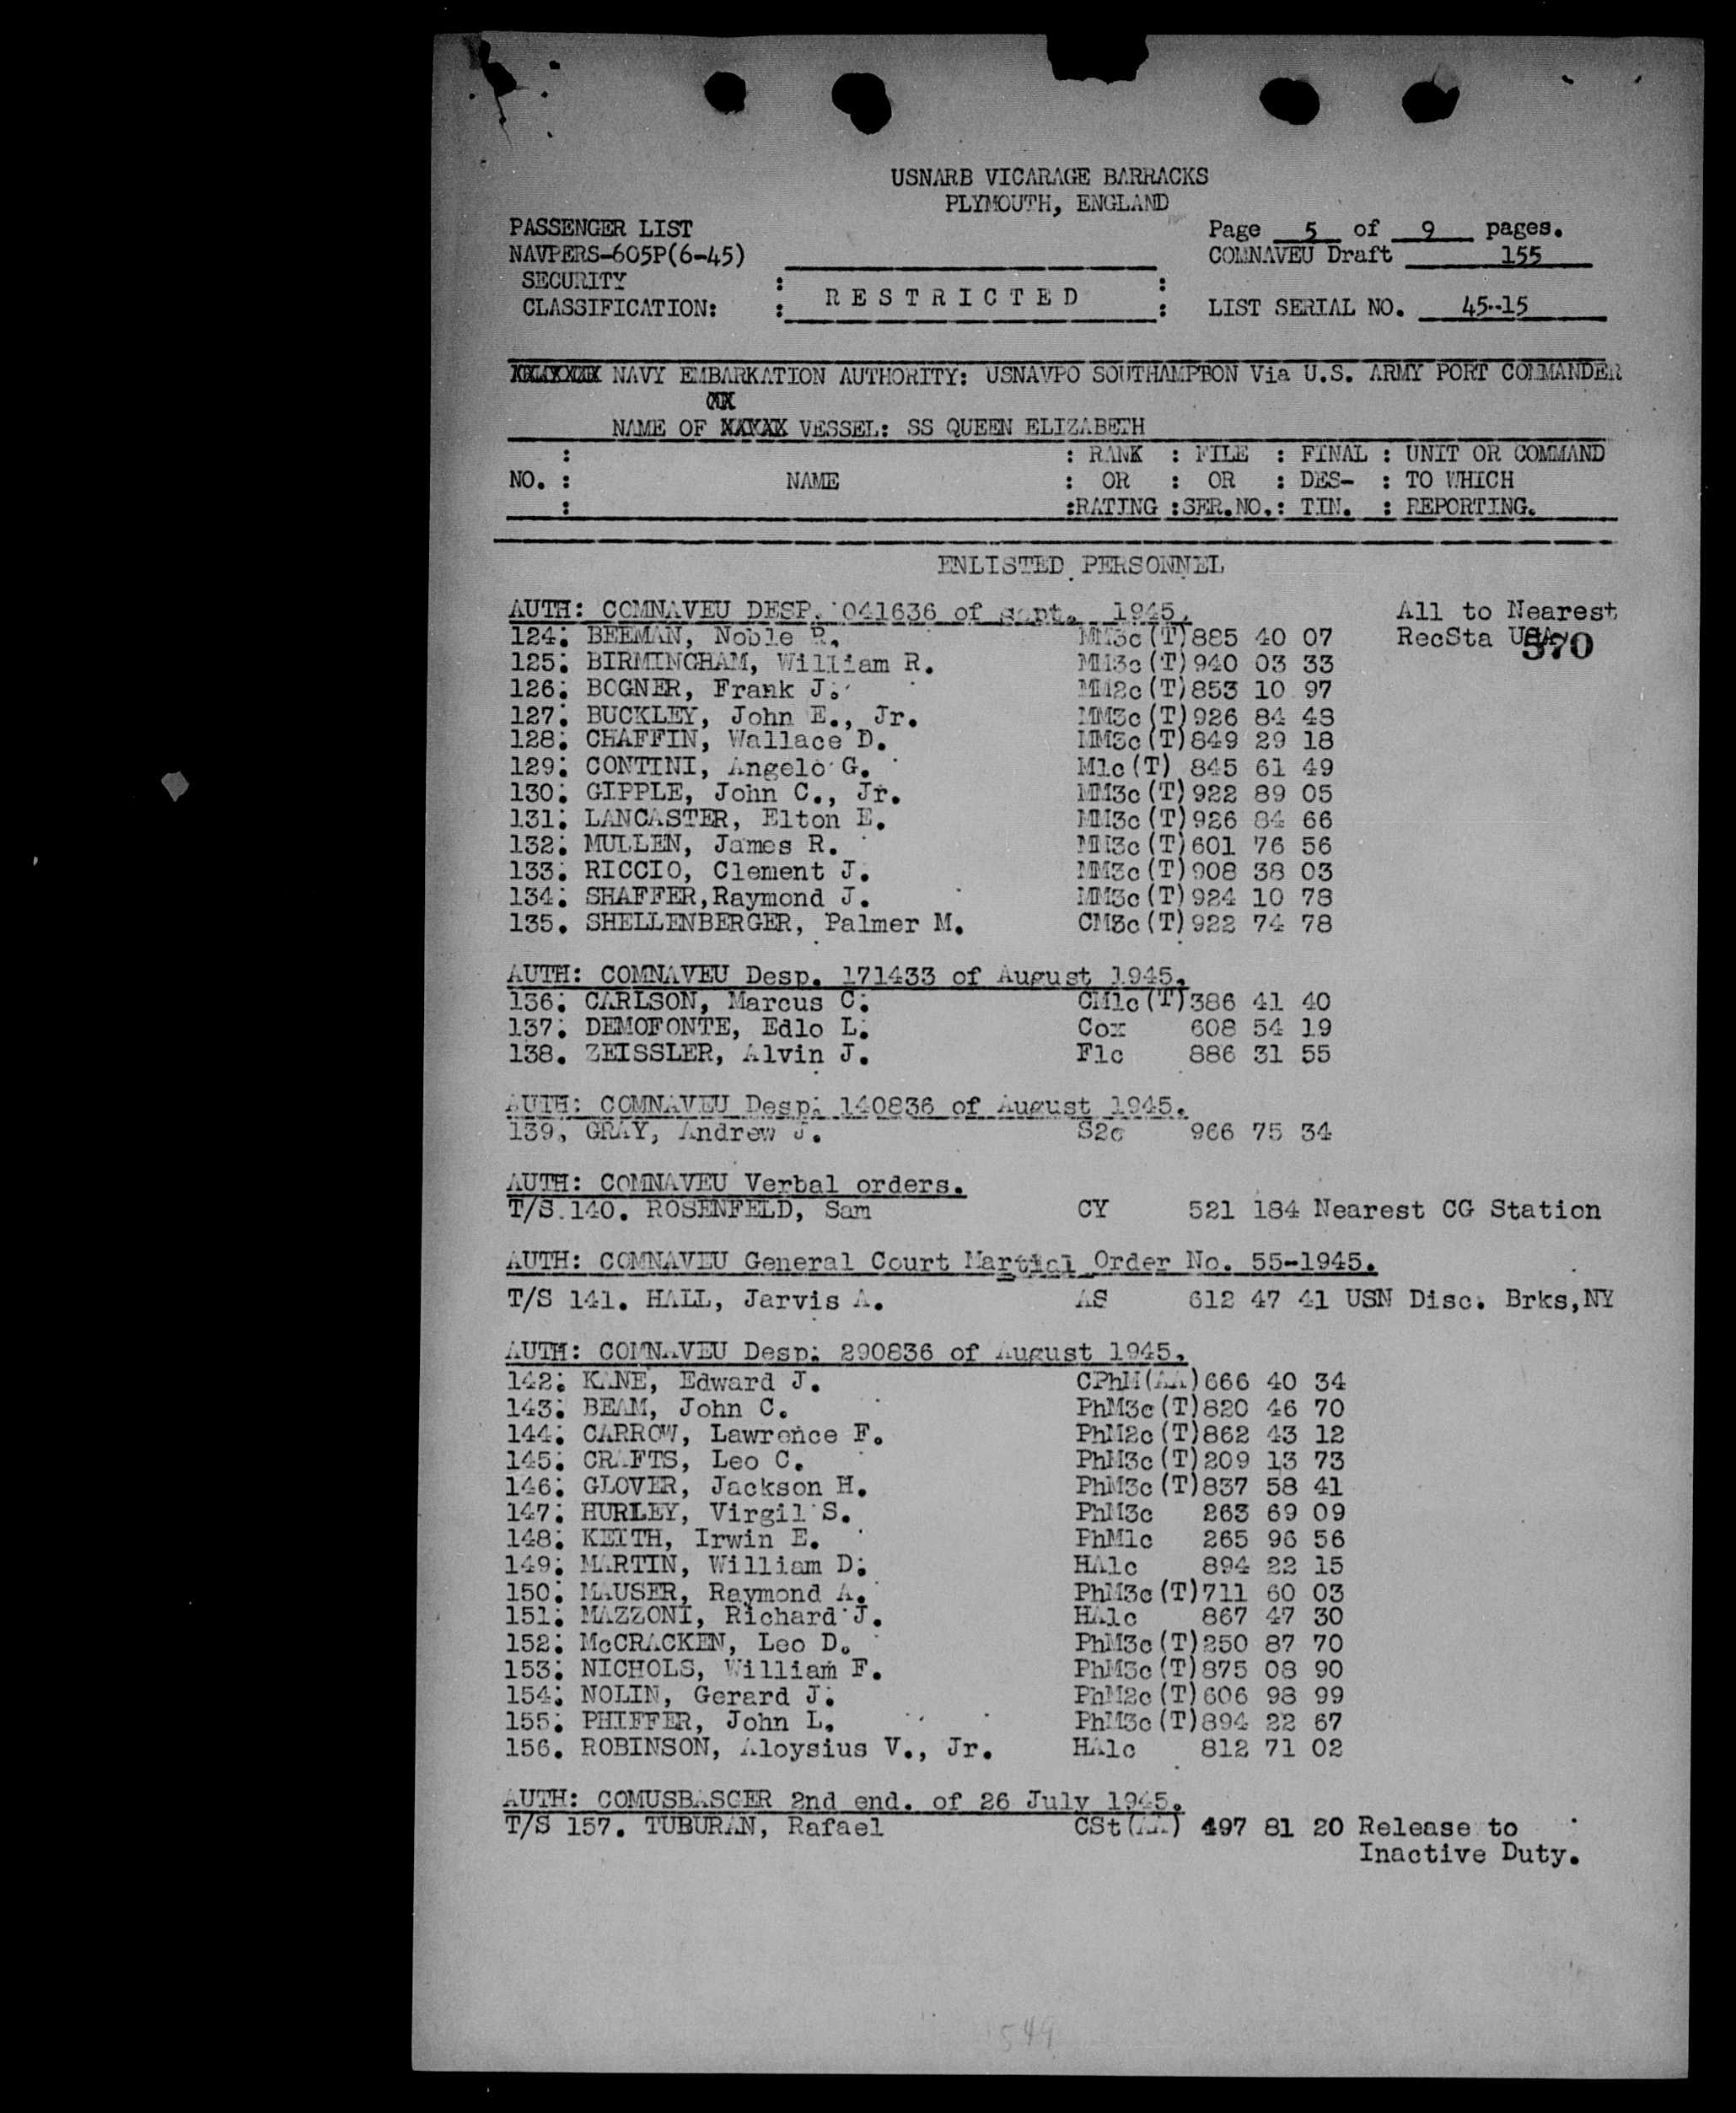 USNARB VICARAGE BARRACKS
PLYMOUTH, ENGLAND
PASSENGER LIST
NAVPERS-605P(6-45)
Page 5 of 9 pages.
COMNAVEU Draft 155
SECURITY
CLASSIFICATION:
: RESTRICTED :
LIST SERIAL NO. 45--15
NAVY EMBARKATION AUTHORITY: USNAVPO SOUTHAMPTON Via U.S. ARMY PORT COMMANDER
NAME OF VESSEL: SS QUEEN ELIZABETH
: : RANK : FILE : FINAL : UNIT OR COMMAND
NO. : NAME : OR : OR : DES- : TO WHICH
: :RATING :SER.NO.: TIN. : REPORTING.
ENLISTED PERSONNEL
AUTH: COMNAVEU DESP. 041636 of sept. 1945. All to Nearest
124. BEEMAN, Noble R. MM3c(T) 885 40 07 RecSta USA.
570
125. BIRMINGHAM, William R. MM3c(T) 940 03 33
126. BOGNER, Frank J. MM2c(T) 853 10 97
127. BUCKLEY, John E., Jr. MM3c(T) 926 84 48
128. CHAFFIN, Wallace D. MM3c(T) 849 29 18
129. CONTINI, Angelo G. M1c(T) 845 61 49
130. GIPPLE, John C., Jr. MM3c(T) 922 89 05
131. LANCASTER, Elton E. MM3c(T) 926 84 66
132. MULLEN, James R. MM3c(T) 601 76 56
133. RICCIO, Clement J. MM3c(T) 908 38 03
134. SHAFFER,Raymond J. MM3c(T) 924 10 78
135. SHELLENBERGER, Palmer M. CM3c(T) 922 74 78
AUTH: COMNAVEU Desp. 171433 of August 1945.
136. CARLSON, Marcus C. CM1c(T) 386 41 40
137. DEMOFONTE, Edlo L. Cox 608 54 19
138. ZEISSLER, Alvin J. F1c 886 31 55
AUTH: COMNAVEU Desp. 140836 of August 1945.
139. GRAY, Andrew J. S2c 966 75 34
AUTH: COMNAVEU Verbal orders.
T/S 140. ROSENFELD, Sam CY 521 184 Nearest CG Station
AUTH: COMNAVEU General Court Martial Order No. 55-1945.
T/S 141. HALL, Jarvis A. AS 612 47 41 USN Disc. Brks,NY
AUTH: COMNAVEU Desp. 290836 of August 1945.
142. KANE, Edward J. CPhM(AA) 666 40 34
143. BEAM, John C. PhM3c(T) 820 46 70
144. CARROW, Lawrence F. PhM2c(T) 862 43 12
145. CRAFTS, Leo C. PhM3c(T) 209 13 73
146. GLOVER, Jackson H. PhM3c(T) 837 58 41
147. HURLEY, Virgil S. PhM3c 263 69 09
148. KEITH, Irwin E. PhM1c 265 96 56
149. MARTIN, William D. HA1c 894 22 15
150. MAUSER, Raymond A. PhM3c(T) 711 60 03
151. MAZZONI, Richard J. HA1c 867 47 30
152. McCRACKEN, Leo D. PhM3c(T) 250 87 70
153. NICHOLS, William F. PhM3c(T) 875 08 90
154. NOLIN, Gerard J. PhM2c(T) 606 98 99
155. PHIFFER, John L. PhM3c(T) 894 22 67
156. ROBINSON, Aloysius V., Jr. HA1c 812 71 02
AUTH: COMUSBASCER 2nd end. of 26 July 1945.
T/S 157. TUBURAN, Rafael CSt(AA) 497 81 20 Release to
Inactive Duty.
549